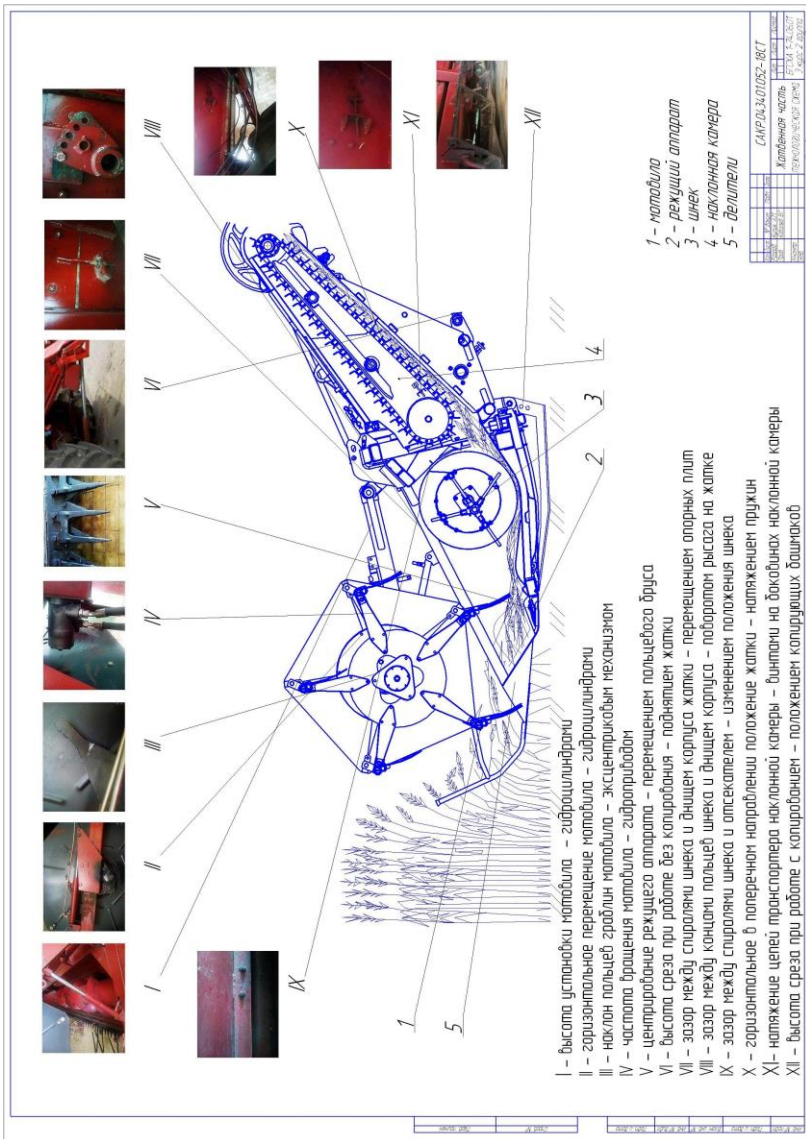 I
II
III
IV
V
VI
VII
VIII
IX
X
XI
XII
1
5
2
3
4
I – высота установки мотовила – гидроцилиндрами
II – горизонтальное перемещение мотовила – гидроцилиндрами
III – наклон пальцев граблин мотовила – эксцентриковым механизмом
IV – частота вращения мотовила – гидроприводом
V – центрирование режущего аппарата – перемещением пальцевого бруса
VI – высота среза при работе без копирования – поднятием жатки
VII – зазор между спиралями шнека и днищем корпуса жатки – перемещением опорных плит
VIII – зазор между концами пальцев шнека и днищем корпуса – поворотом рычага на жатке
IX – зазор между спиралями шнека и отсекателем – изменением положения шнека
X – горизонтальное в поперечном направлении положение жатки – натяжением пружин
XI – натяжение цепей транспортера наклонной камеры – винтами на боковинах наклонной камеры
XII – высота среза при работе с копированием – положением копирующих башмаков
1 – мотовило
2 – режущий аппарат
3 – шнек
4 – наклонная камера
5 – делители
САКР.043401.052-18СТ
Жатвенная часть